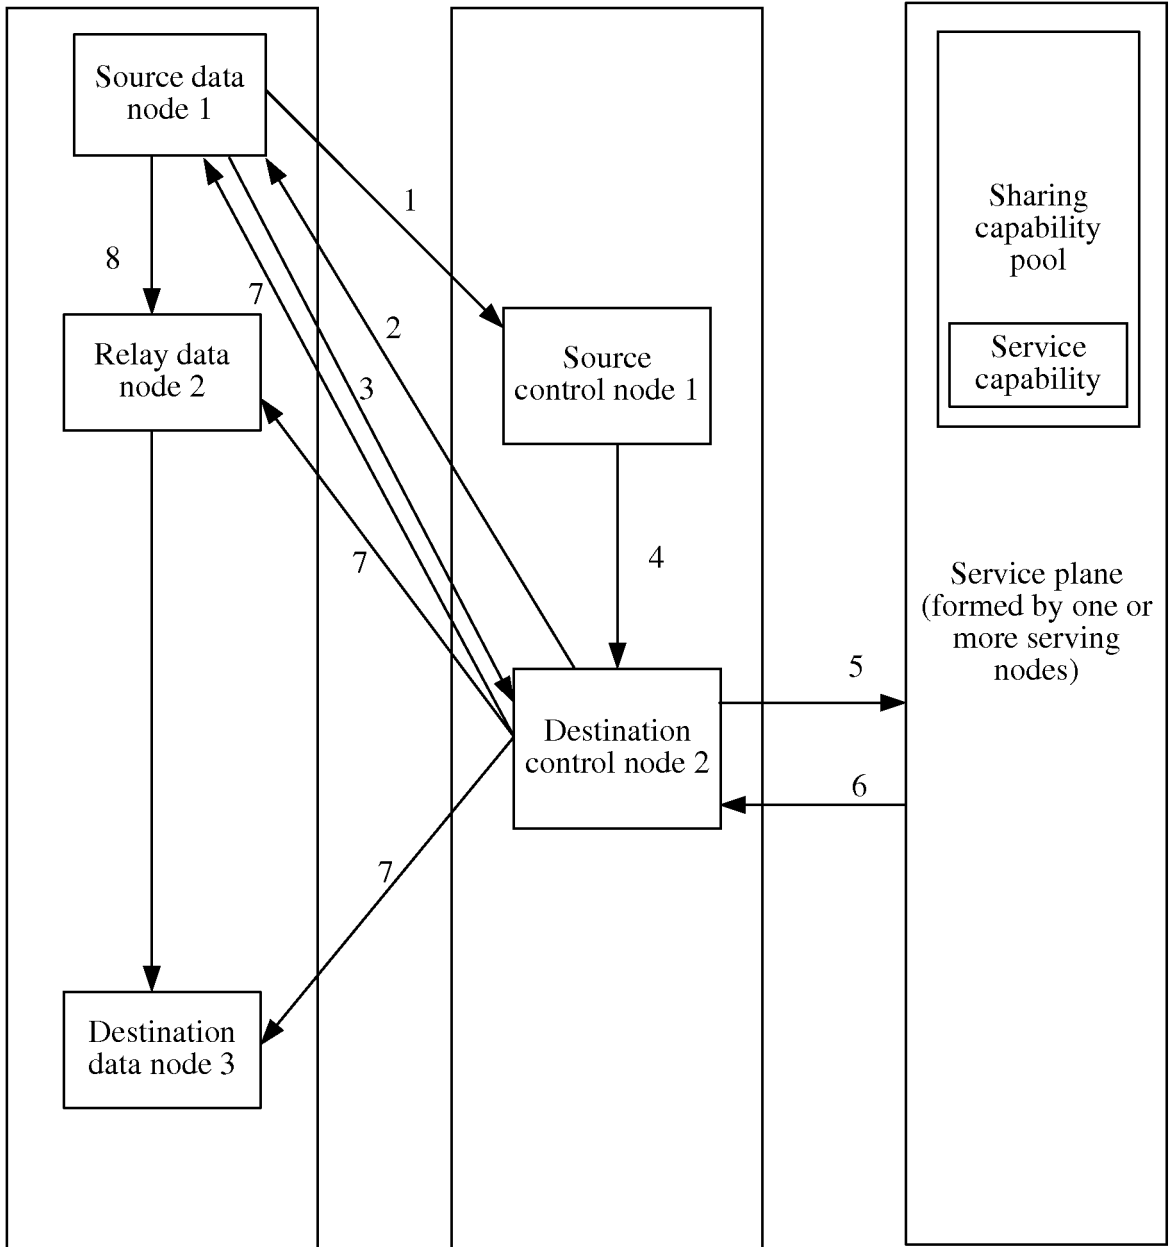 Source data
node 1
1
8
7
2
3
Relay data
node 2
Source
control node 1
7
4
Destination
control node 2
5
6
7
Destination
data node 3
Sharing
capability
pool
Service
capability
Service plane
(formed by one or
more serving
nodes)